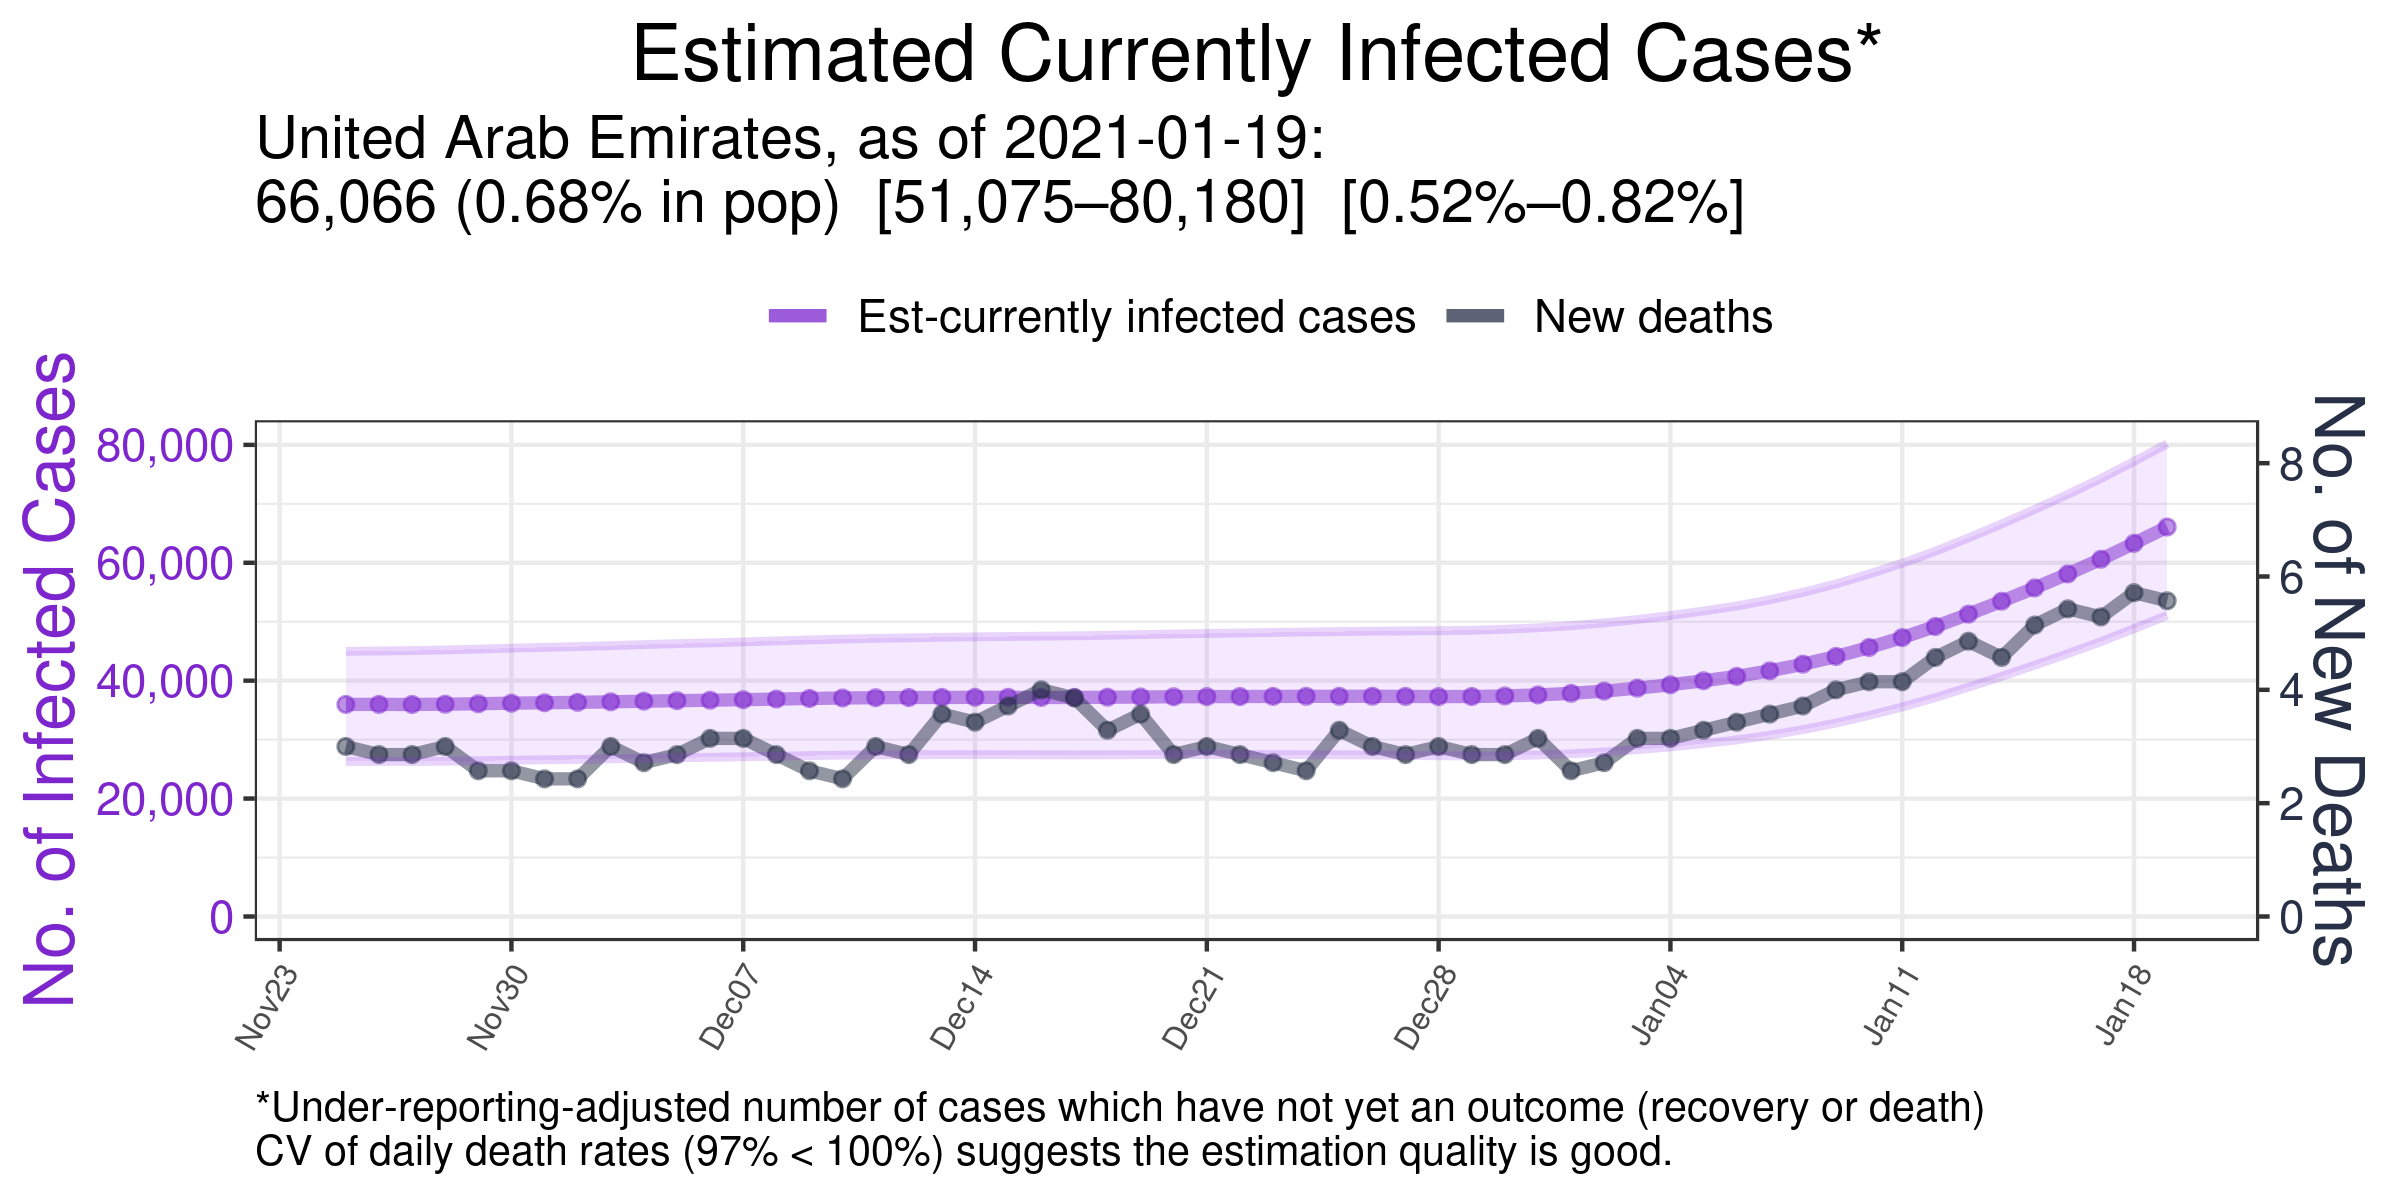 Estimated Currently Infected Cases*
United Arab Emirates, as of 2021-01-19:
66,066 (0.68% in pop)  [51,075–80,180]  [0.52%–0.82%]
Est-currently infected cases
New deaths
No. of Infected Cases
80,000
60,000
40,000
20,000
0
No. of New Deaths
8
6
4
2
0
Nov23
Nov30
Dec07
Dec14
Dec21
Dec28
Jan04
Jan11
Jan18
*Under-reporting-adjusted number of cases which have not yet an outcome (recovery or death)
CV of daily death rates (97% < 100%) suggests the estimation quality is good.